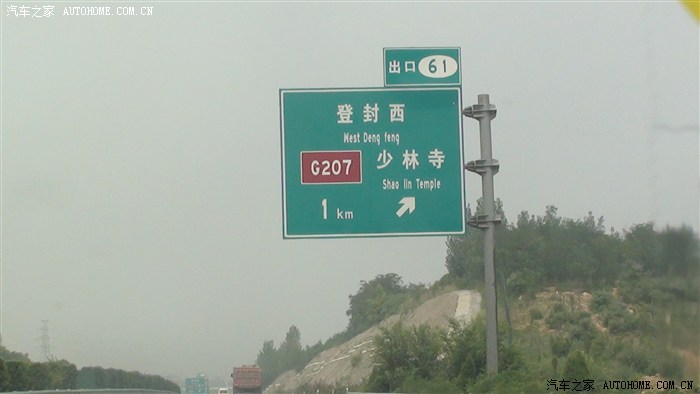 汽车之家 AUTOHOME.COM.CN
出口 61
登封西
West Deng feng
G207 少林寺
Shao lin Temple
1 km
汽车之家 AUTOHOME.COM.CN